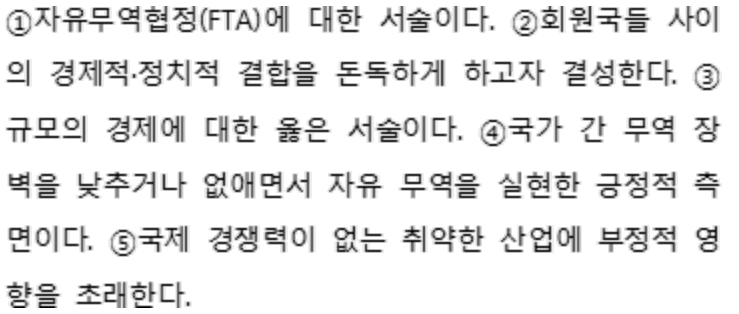 ①자유무역협정(FTA)에 대한 서술이다. ②회원국들 사이
의 경제적·정치적 결합을 돈독하게 하고자 결성한다. ③
규모의 경제에 대한 옳은 서술이다. ④국가 간 무역 장
벽을 낮추거나 없애면서 자유 무역을 실현한 긍정적 측
면이다. ⑤국제 경쟁력이 없는 취약한 산업에 부정적 영
향을 초래한다.